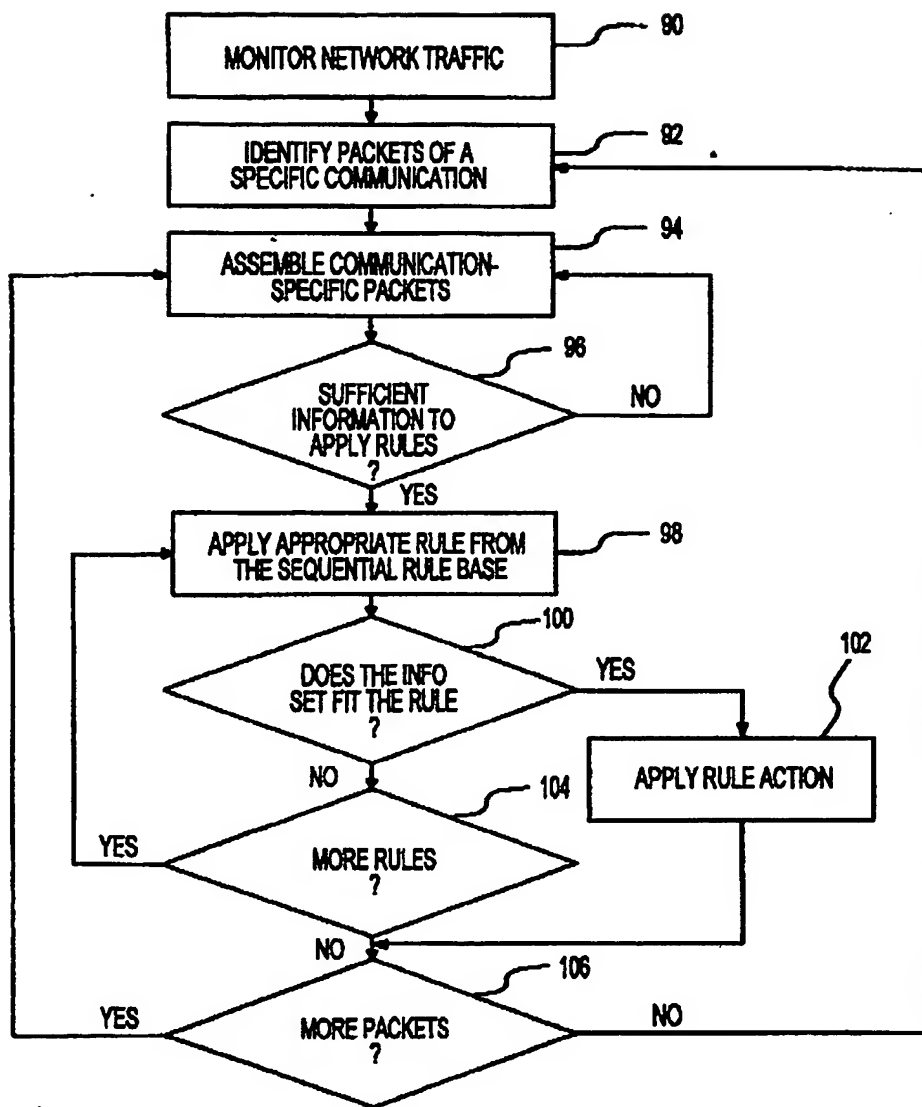 90
MONITOR NETWORK TRAFFIC
92
IDENTIFY PACKETS OF A
SPECIFIC COMMUNICATION
94
ASSEMBLE COMMUNICATION-
SPECIFIC PACKETS
96
SUFFICIENT
INFORMATION TO
APPLY RULES
?
NO
YES
98
APPLY APPROPRIATE RULE FROM
THE SEQUENTIAL RULE BASE
100
102
DOES THE INFO
SET FIT THE RULE
?
YES
NO
APPLY RULE ACTION
104
YES
MORE RULES
?
NO
106
YES
MORE PACKETS
?
NO